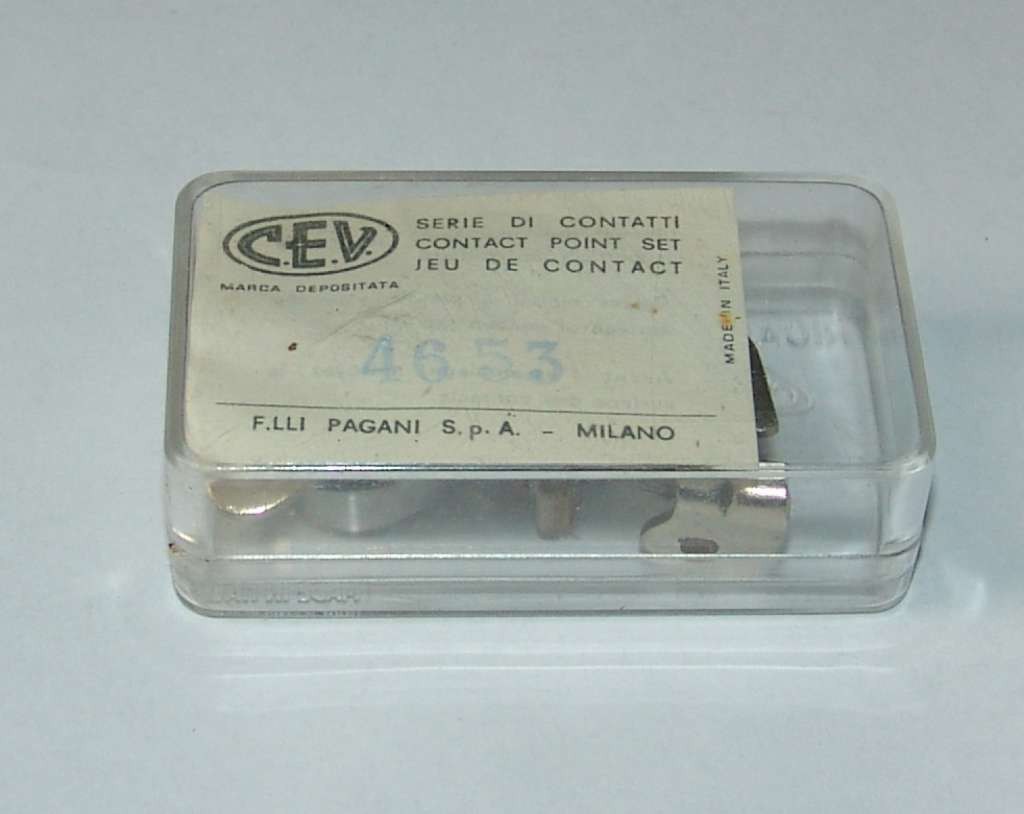 C.E.V.
MARCA DEPOSITATA
SERIE DI CONTATTI
CONTACT POINT SET
JEU DE CONTACT
MADE IN ITALY
4653
F.LLI PAGANI S.p.A. - MILANO